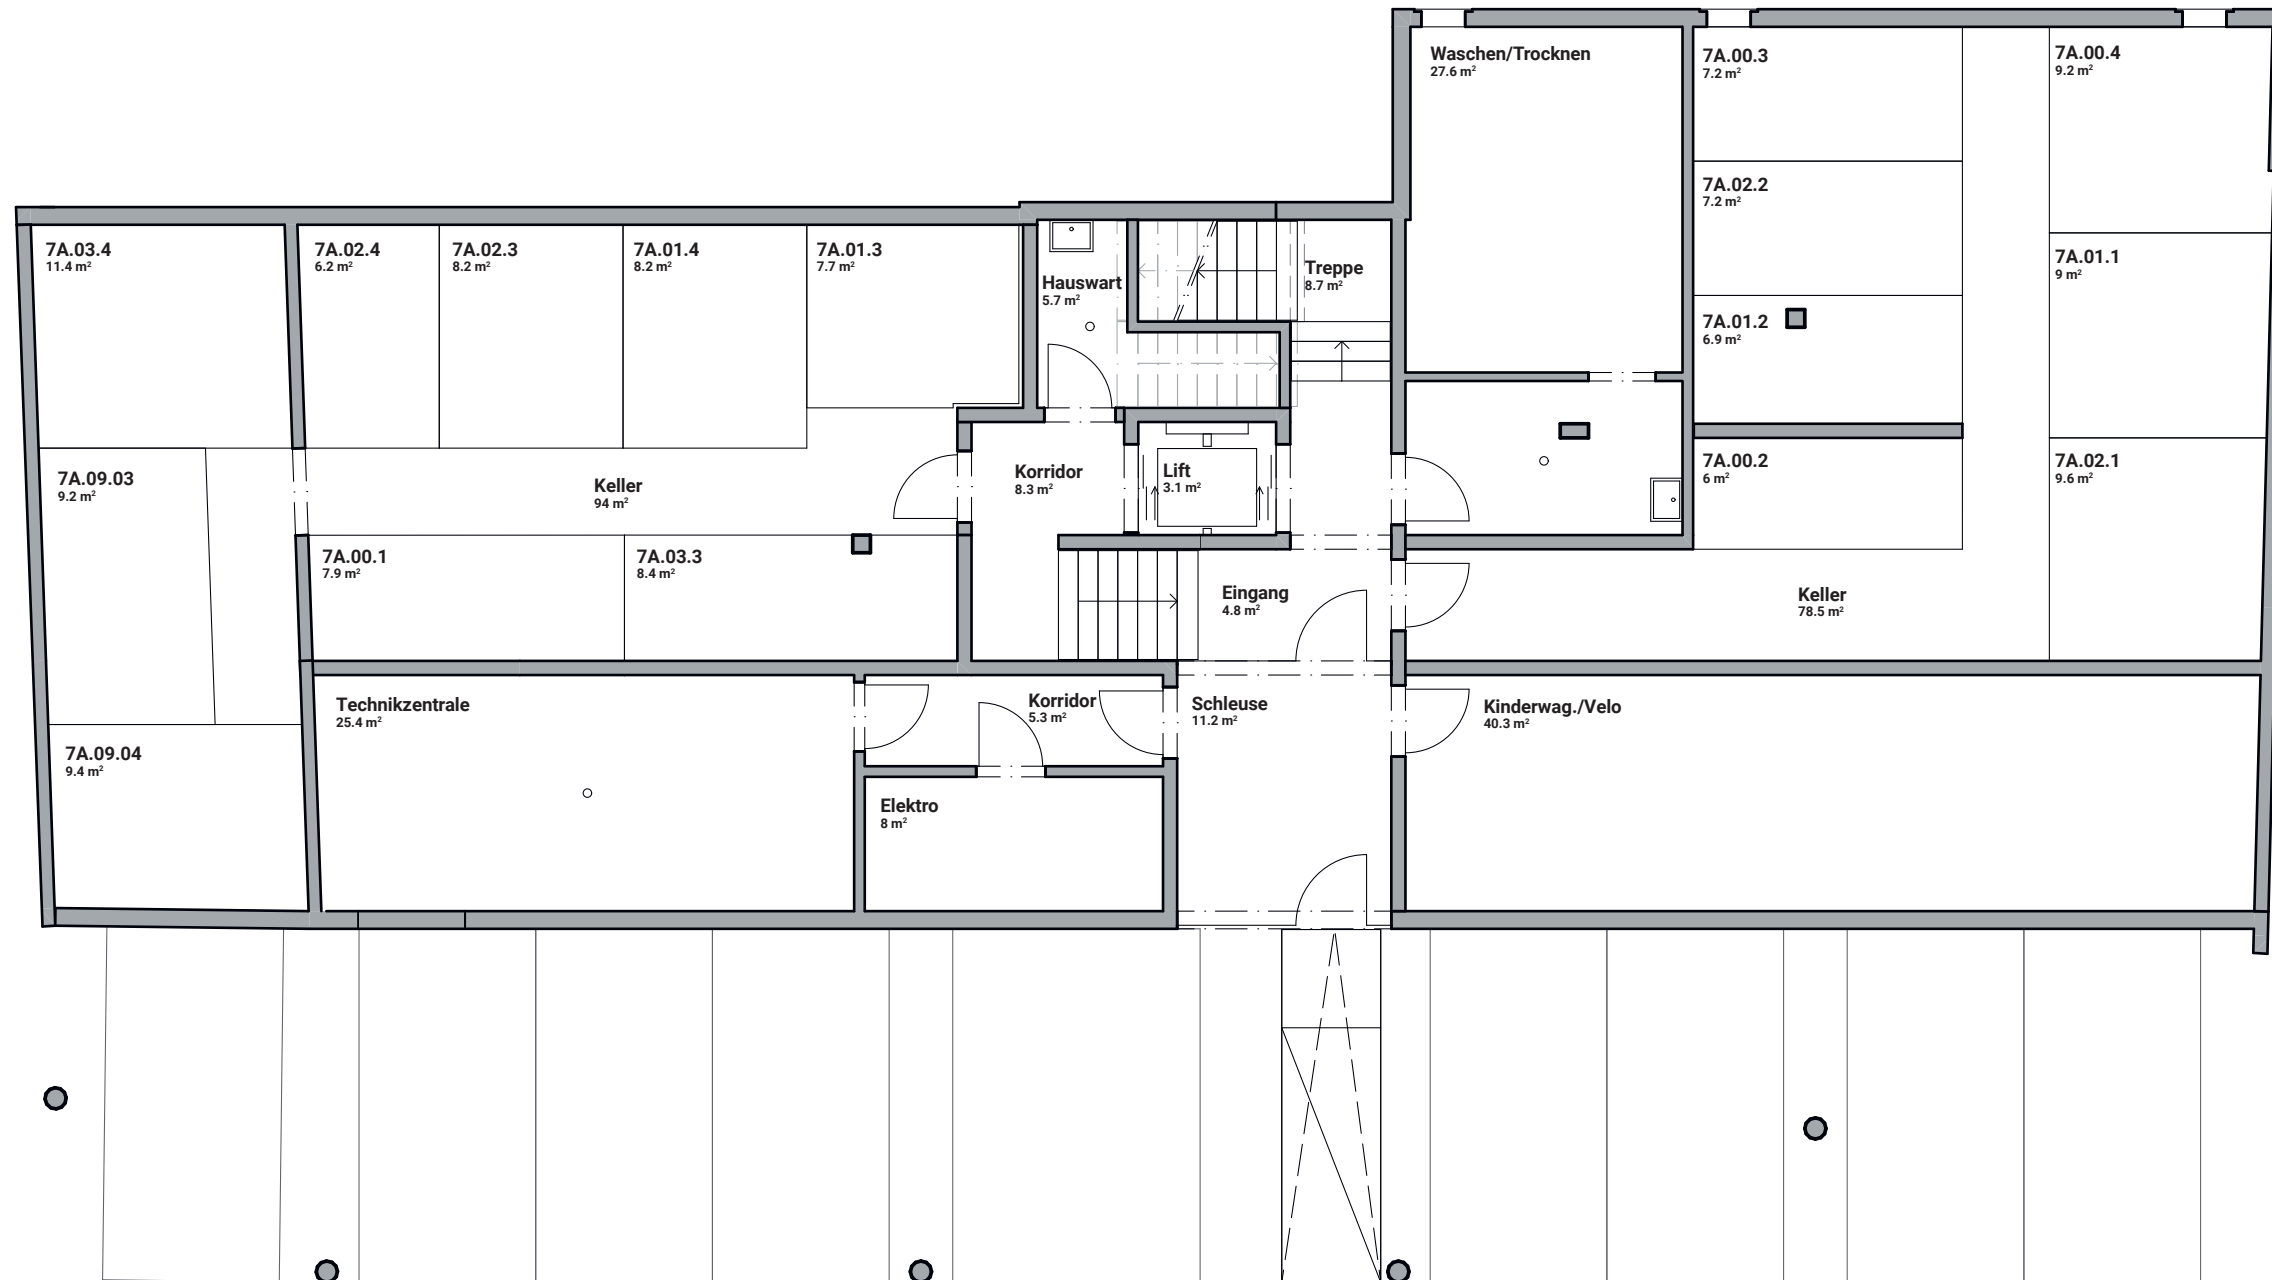 Waschen/Trocknen
27.6 m²
7A.00.3
7.2 m²
7A.00.4
9.2 m²
7A.02.2
7.2 m²
7A.03.4
11.4 m²
7A.02.4
6.2 m²
7A.02.3
8.2 m²
7A.01.4
8.2 m²
7A.01.3
7.7 m²
Hauswart
5.7 m²
Treppe
8.7 m²
7A.01.1
9 m²
7A.01.2
6.9 m²
7A.09.03
9.2 m²
Keller
94 m²
Korridor
8.3 m²
Lift
3.1 m²
7A.00.2
6 m²
7A.02.1
9.6 m²
7A.00.1
7.9 m²
7A.03.3
8.4 m²
Eingang
4.8 m²
Keller
78.5 m²
Technikzentrale
25.4 m²
Korridor
5.3 m²
Schleuse
11.2 m²
Kinderwag./Velo
40.3 m²
7A.09.04
9.4 m²
Elektro
8 m²